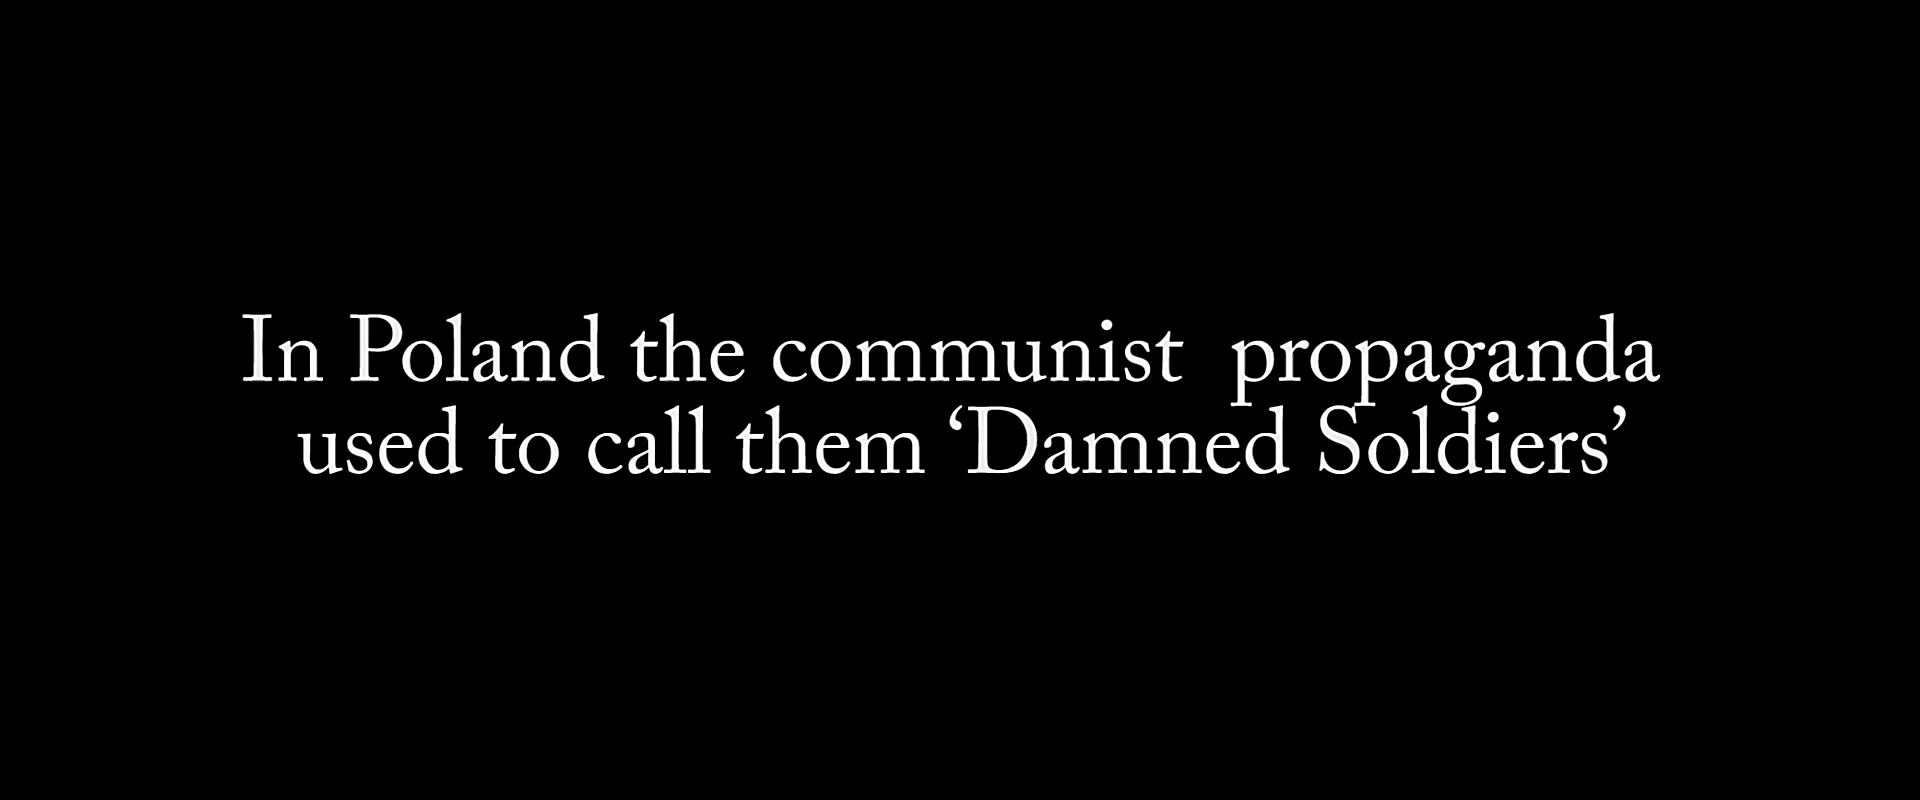 In Poland the communist  propaganda
used to call them ‘Damned Soldiers’